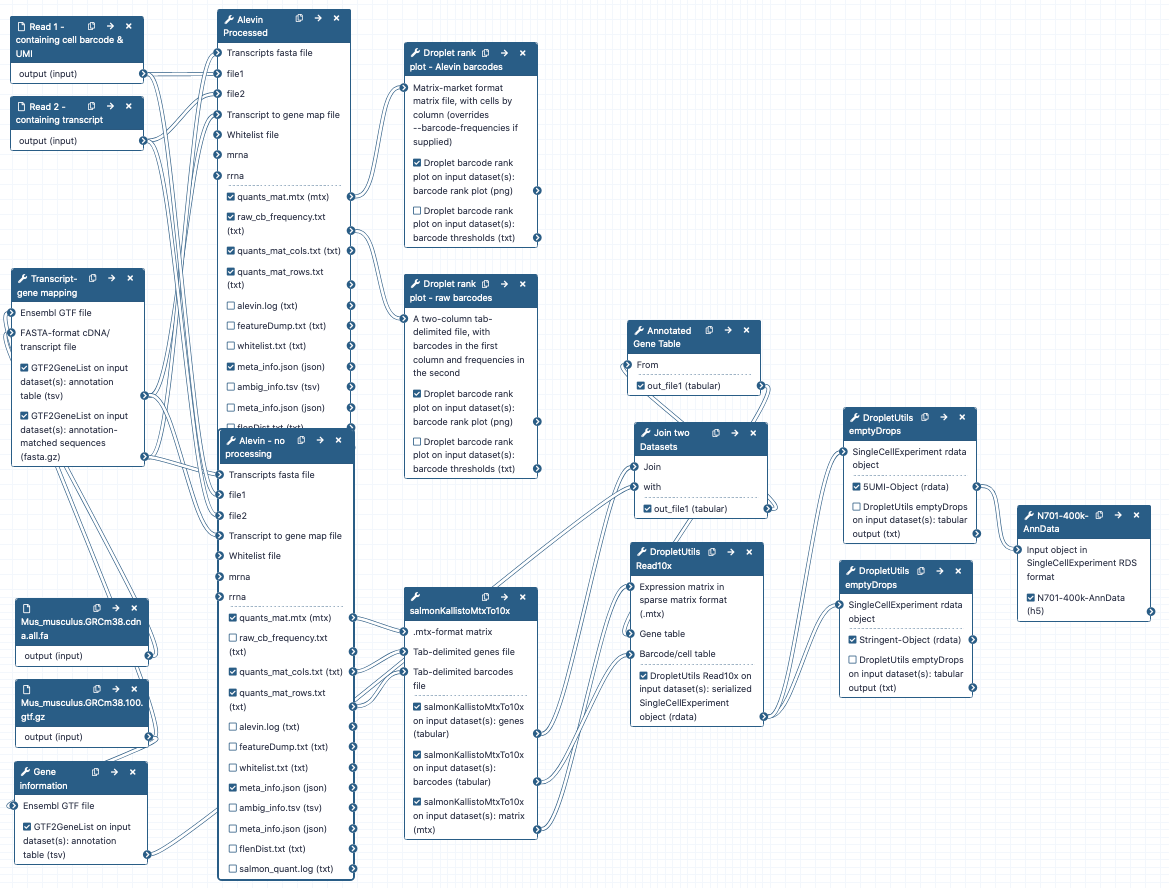 Read 1 -
containing cell barcode &
UMI
output (input)
Read 2 -
containing transcript
output (input)
Transcript-
gene mapping
Ensembl GTF file
FASTA-format cDNA/
transcript file
GTF2GeneList on input
dataset(s): annotation
table (tsv)
GTF2GeneList on input
dataset(s): annotation-
matched sequences
(fasta.gz)
Mus_musculus.GRCm38.cdn
a.all.fa
output (input)
Mus_musculus.GRCm38.100.
gtf.gz
output (input)
Gene
information
Ensembl GTF file
GTF2GeneList on input
dataset(s): annotation
table (tsv)
Alevin
Processed
Transcripts fasta file
file1
file2
Transcript to gene map file
Whitelist file
mrna
rrna
quants_mat.mtx (mtx)
raw_cb_frequency.txt
(txt)
quants_mat_cols.txt (txt)
quants_mat_rows.txt
(txt)
alevin.log (txt)
featureDump.txt (txt)
whitelist.txt (txt)
meta_info.json (json)
ambig_info.tsv (tsv)
meta_info.json (json)
flenDist.txt (txt)
Alevin - no
processing
Transcripts fasta file
file1
file2
Transcript to gene map file
Whitelist file
mrna
rrna
quants_mat.mtx (mtx)
raw_cb_frequency.txt
(txt)
quants_mat_cols.txt (txt)
quants_mat_rows.txt
(txt)
alevin.log (txt)
featureDump.txt (txt)
whitelist.txt (txt)
meta_info.json (json)
ambig_info.tsv (tsv)
meta_info.json (json)
flenDist.txt (txt)
salmon_quant.log (txt)
Droplet rank
plot - Alevin barcodes
Matrix-market format
matrix file, with cells by
column (overrides
--barcode-frequencies if
supplied)
Droplet barcode rank
plot on input dataset(s):
barcode rank plot (png)
Droplet barcode rank
plot on input dataset(s):
barcode thresholds (txt)
Droplet rank
plot - raw barcodes
A two-column tab-
delimited file, with
barcodes in the first
column and frequencies in
the second
Droplet barcode rank
plot on input dataset(s):
barcode rank plot (png)
Droplet barcode rank
plot on input dataset(s):
barcode thresholds (txt)
salmonKallistoMtxTo10x
.mtx-format matrix
Tab-delimited genes file
Tab-delimited barcodes
file
salmonKallistoMtxTo10x
on input dataset(s): genes
(tabular)
salmonKallistoMtxTo10x
on input dataset(s):
barcodes (tabular)
salmonKallistoMtxTo10x
on input dataset(s): matrix
(mtx)
Annotated
Gene Table
From
out_file1 (tabular)
Join two
Datasets
Join
with
out_file1 (tabular)
DropletUtils
Read10x
Expression matrix in
sparse matrix format
(.mtx)
Gene table
Barcode/cell table
DropletUtils Read10x on
input dataset(s): serialized
SingleCellExperiment
object (rdata)
DropletUtils
emptyDrops
SingleCellExperiment rdata
object
5UMI-Object (rdata)
DropletUtils emptyDrops
on input dataset(s): tabular
output (txt)
DropletUtils
emptyDrops
SingleCellExperiment rdata
object
Stringent-Object (rdata)
DropletUtils emptyDrops
on input dataset(s): tabular
output (txt)
N701-400k-
AnnData
Input object in
SingleCellExperiment RDS
format
N701-400k-AnnData
(h5)